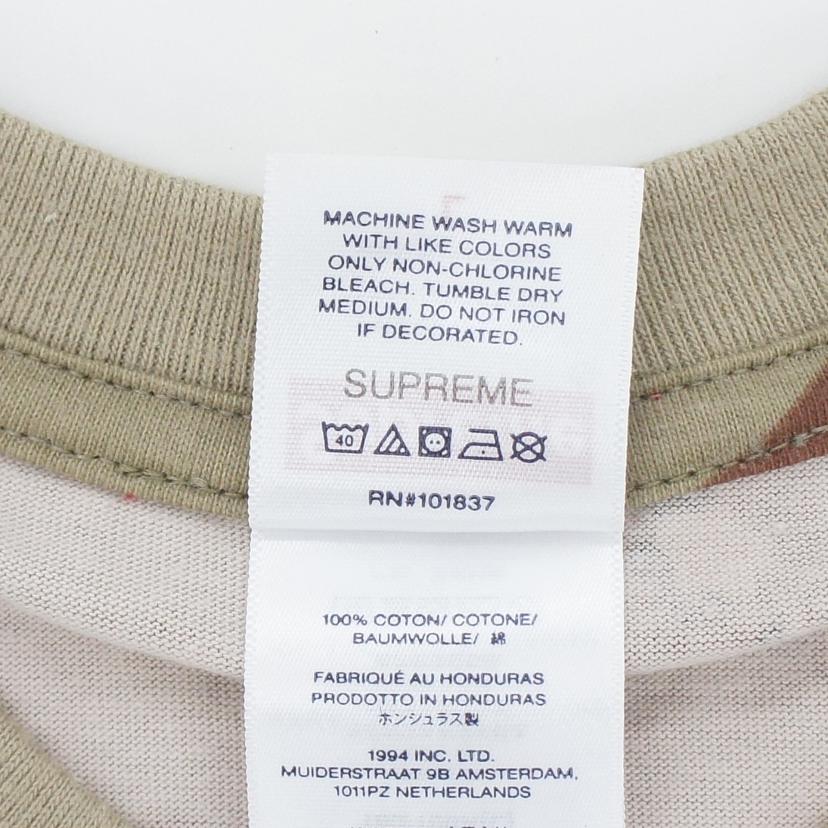 MACHINE WASH WARM
WITH LIKE COLORS
ONLY NON-CHLORINE
BLEACH. TUMBLE DRY
MEDIUM. DO NOT IRON
IF DECORATED.
SUPREME
40
RN#101837
100% COTON/ COTONE/
BAUMWOLLE/ 綿
FABRIQUÉ AU HONDURAS
PRODOTTO IN HONDURAS
ホンジュラス製
1994 INC. LTD.
MUIDERSTRAAT 9B AMSTERDAM,
1011PZ NETHERLANDS